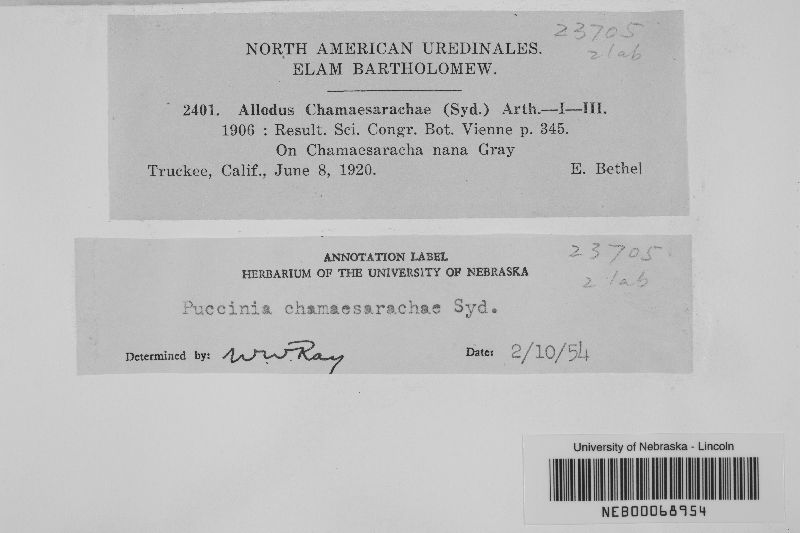 23705
2 lab
NORTH AMERICAN UREDINALES.
ELAM BARTHOLOMEW.
2401. Allodus Chamaesarachae (Syd.) Arth.—I—III.
1906 : Result. Sci. Congr. Bot. Vienne p. 345.
On Chamaesaracha nana Gray
Truckee, Calif., June 8, 1920. E. Bethel
23705
2 lab
ANNOTATION LABEL
HERBARIUM OF THE UNIVERSITY OF NEBRASKA
Puccinia chamaesarachae Syd.
Determined by: W.W. Ray Date: 2/10/54
University of Nebraska - Lincoln
NEB00068954